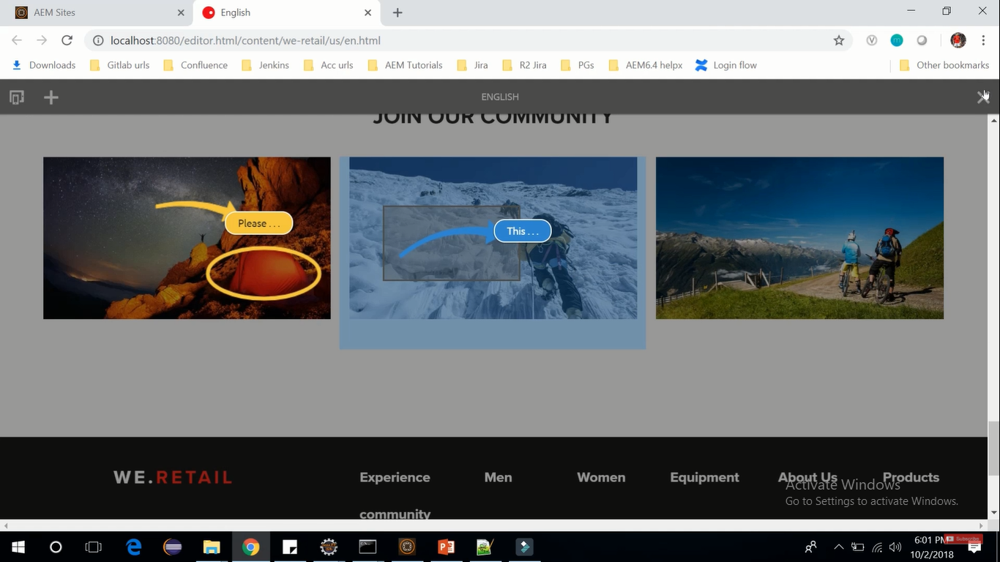 AEM Sites
English
localhost:8080/editor.html/content/we-retail/us/en.html
Downloads Gitlab urls Confluence Jenkins Acc urls AEM Tutorials Jira R2 Jira PGs AEM6.4 helpx Login flow Other bookmarks
ENGLISH
JOIN OUR COMMUNITY
Please . . .
This . . .
WE.RETAIL
Experience Men Women Equipment About Us Products
community
Activate Windows
Go to Settings to activate Windows.
6:01 PM
Subscribe
10/2/2018